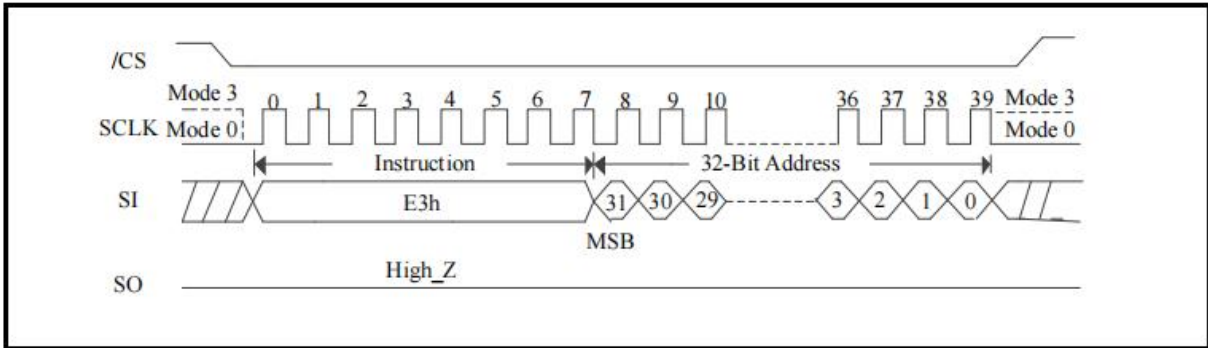 /CS
Mode 3 0 1 2 3 4 5 6 7 8 9 10 36 37 38 39 Mode 3
SCLK Mode 0 Mode 0
Instruction 32-Bit Address
SI E3h 31 30 29 3 2 1 0
MSB
High_Z
SO